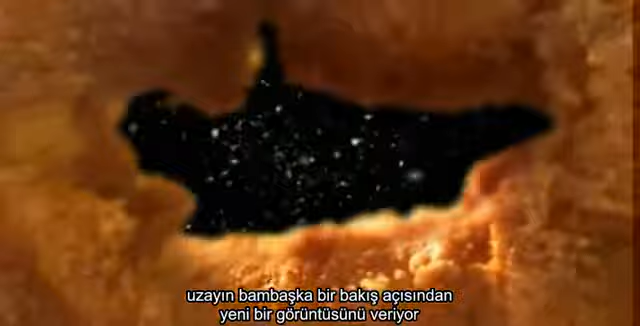 uzayın bambaşka bir bakış açısından
yeni bir görüntüsünü veriyor